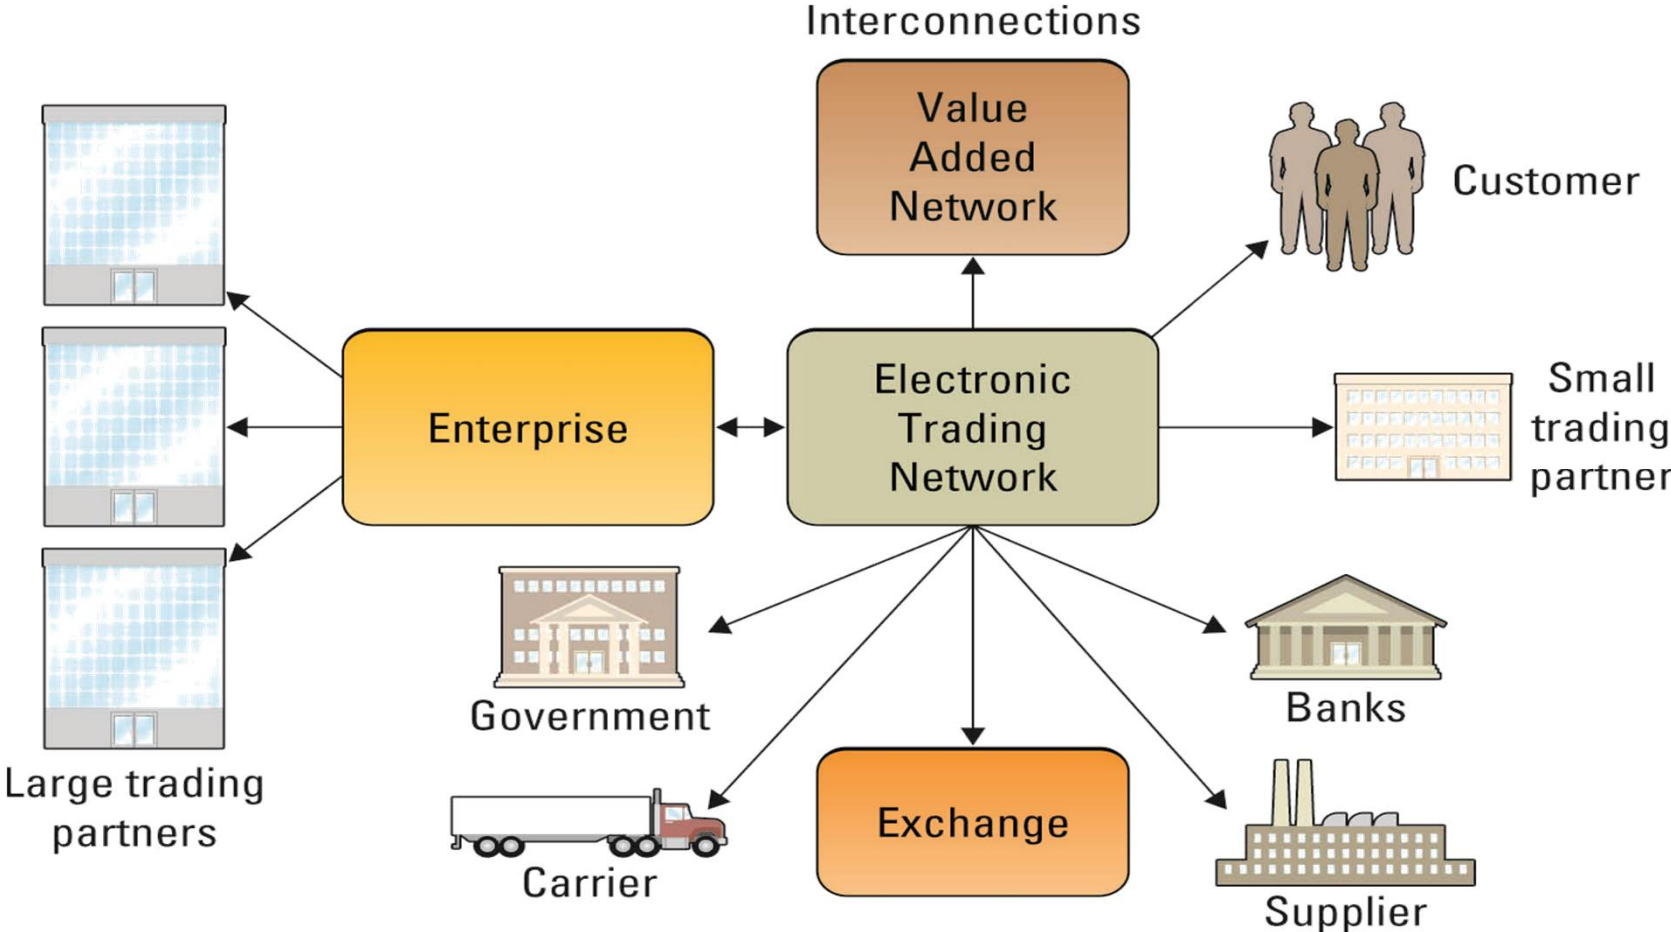 Interconnections
Value
Added
Network
Customer
Enterprise
Electronic
Trading
Network
Small
trading
partner
Government
Banks
Large trading
partners
Carrier
Exchange
Supplier